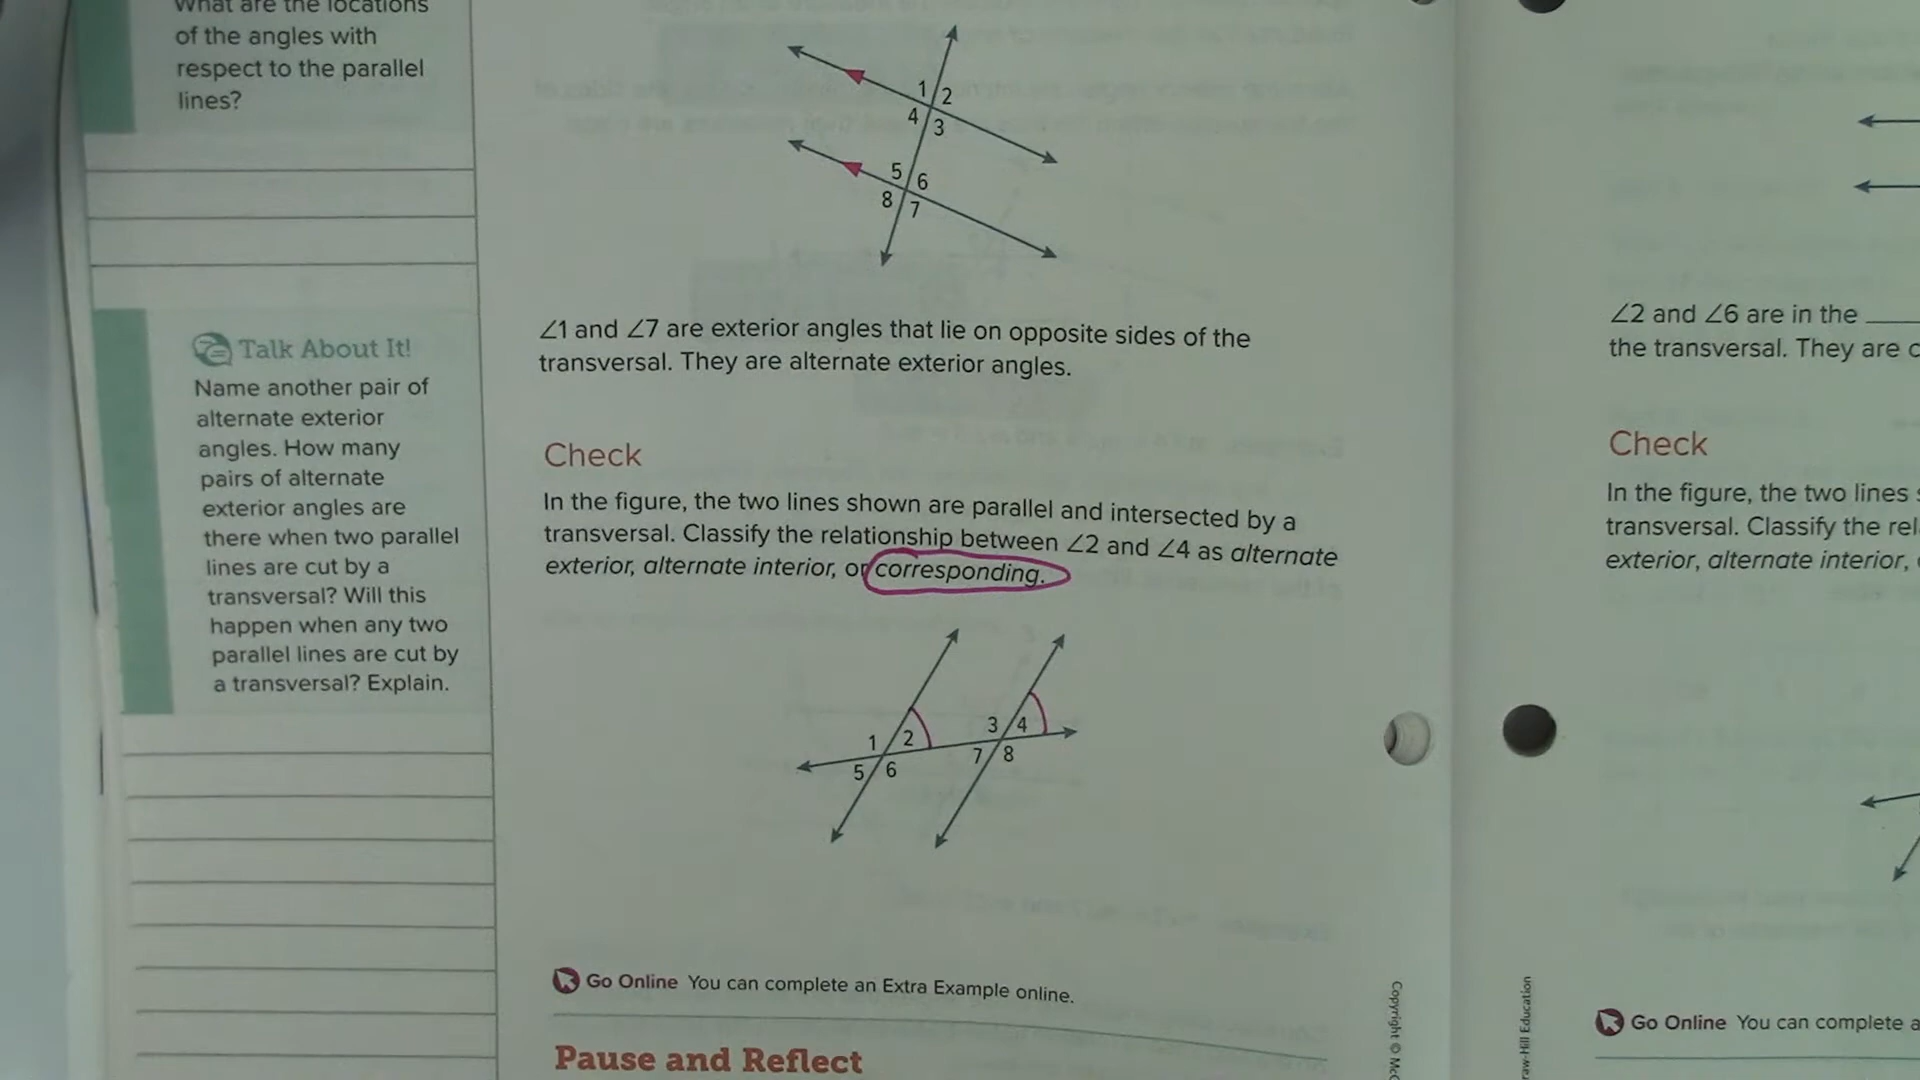 What are the locations
of the angles with
respect to the parallel
lines?
Talk About It!
Name another pair of
alternate exterior
angles. How many
pairs of alternate
exterior angles are
there when two parallel
lines are cut by a
transversal? Will this
happen when any two
parallel lines are cut by
a transversal? Explain.
1 2
4 3
5 6
8 7
∠1 and ∠7 are exterior angles that lie on opposite sides of the
transversal. They are alternate exterior angles.
Check
In the figure, the two lines shown are parallel and intersected by a
transversal. Classify the relationship between ∠2 and ∠4 as alternate
exterior, alternate interior, or corresponding.
1 2 3 4
5 6 7 8
Go Online You can complete an Extra Example online.
Pause and Reflect
Copyright © McG
raw-Hill Education
∠2 and ∠6 are in the
the transversal. They are
Check
In the figure, the two lines
transversal. Classify the
exterior, alternate interior,
Go Online You can complete a